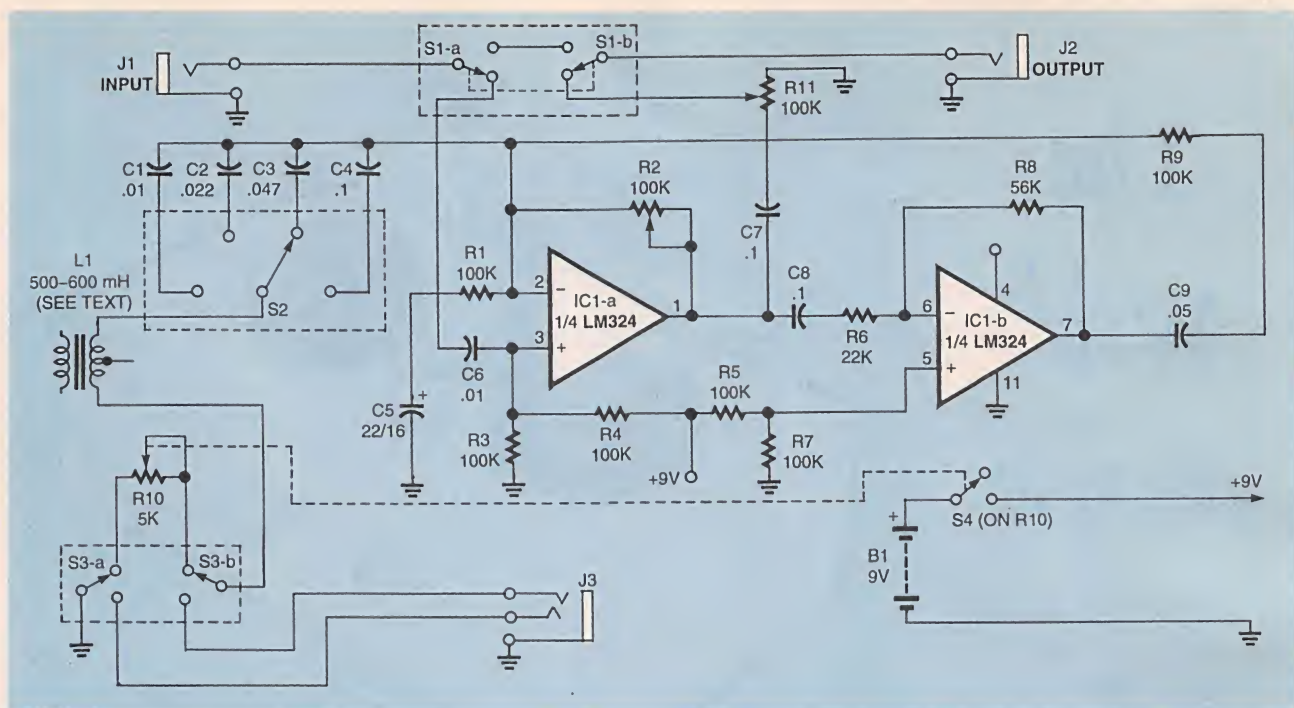 J1
INPUT
S1-a
S1-b
J2
OUTPUT
R11
100K
C1
.01
C2
.022
C3
.047
C4
.1
R2
100K
R9
100K
R8
56K
C7
.1
L1
500–600 mH
(SEE TEXT)
S2
R1
100K
2
−
IC1-a
1/4 LM324
1
3
+
C8
.1
R6
22K
6
−
4
IC1-b
1/4 LM324
7
5
+
11
C9
.05
C6
.01
C5
22/16
+
R3
100K
R4
100K
R5
100K
R7
100K
+9V
R10
5K
S3-a
S3-b
J3
S4 (ON R10)
+9V
+
B1
9V